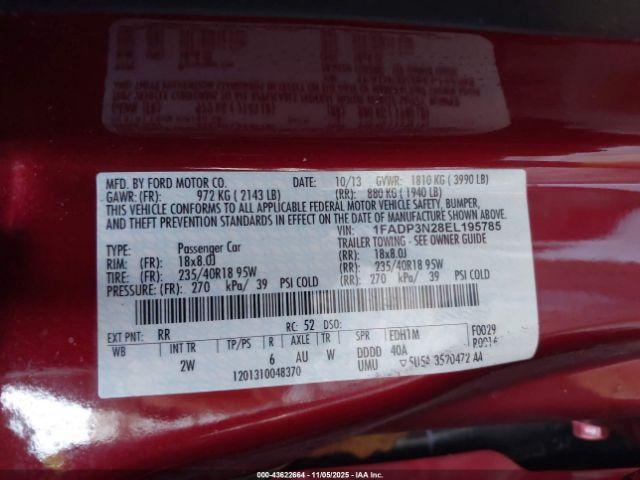 MFD. BY FORD MOTOR CO. DATE: 10/13 GVWR: 1810 KG ( 3990 LB)
GAWR: (FR): 972 KG ( 2143 LB) (RR): 880 KG ( 1940 LB)
THIS VEHICLE CONFORMS TO ALL APPLICABLE FEDERAL MOTOR VEHICLE SAFETY, BUMPER,
AND THEFT PREVENTION STANDARDS IN EFFECT ON THE DATE OF MANUFACTURE SHOWN ABOVE.
VIN: 1FADP3N28EL195785
TYPE: Passenger Car TRAILER TOWING - SEE OWNER GUIDE
RIM: (FR) 18x8.0J (RR) 18x8.0J
TIRE: (FR) 235/40R18 95W (RR) 235/40R18 95W
PRESSURE: (FR) 270 kPa/ 39 PSI COLD (RR) 270 kPa/ 39 PSI COLD
EXT PNT: RR RC: 52 DSO: F0029
WB INT TR TP/PS R AXLE TR SPR EDH1M
2W 6 AU W DDDD 40A
UMU 3570472 AA
1201310048370
000-43622664 - 11/05/2025 - IAAI.com